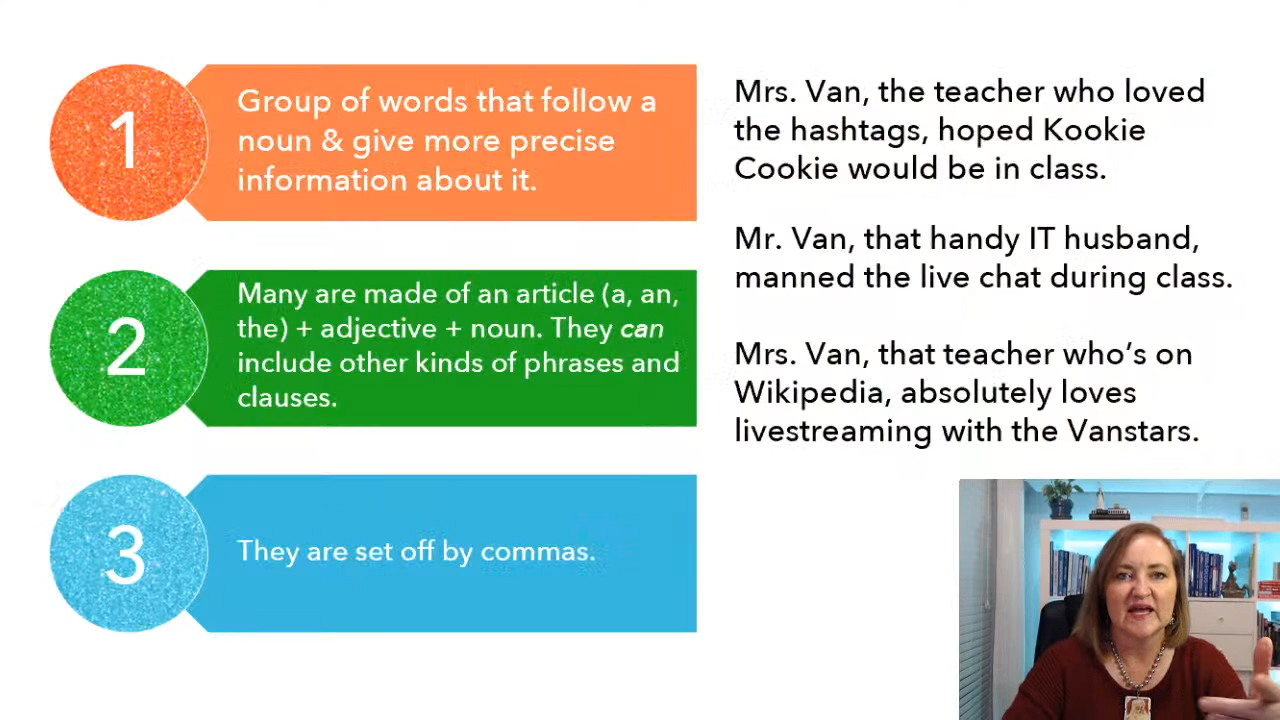 1
Group of words that follow a
noun & give more precise
information about it.
2
Many are made of an article (a, an,
the) + adjective + noun. They can
include other kinds of phrases and
clauses.
3
They are set off by commas.
Mrs. Van, the teacher who loved
the hashtags, hoped Kookie
Cookie would be in class.
Mr. Van, that handy IT husband,
manned the live chat during class.
Mrs. Van, that teacher who’s on
Wikipedia, absolutely loves
livestreaming with the Vanstars.